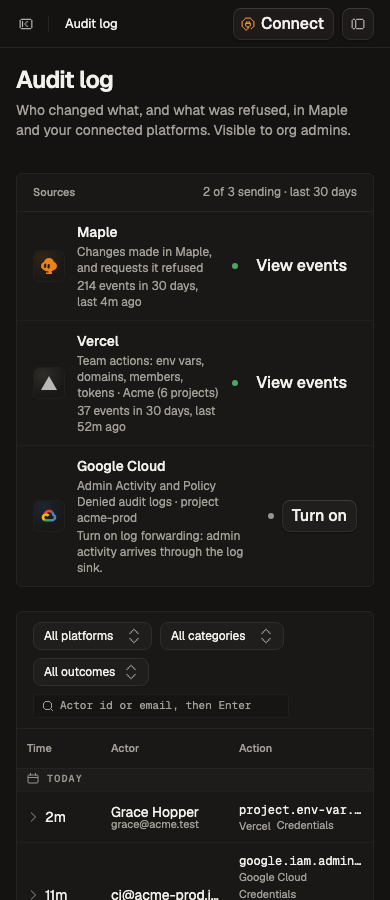 Audit log
Connect
Audit log
Who changed what, and what was refused, in Maple
and your connected platforms. Visible to org admins.
Sources
2 of 3 sending · last 30 days
Maple
Changes made in Maple,
and requests it refused
214 events in 30 days,
last 4m ago
View events
Vercel
Team actions: env vars,
domains, members,
tokens · Acme (6 projects)
37 events in 30 days, last
52m ago
View events
Google Cloud
Admin Activity and Policy
Denied audit logs · project
acme-prod
Turn on log forwarding: admin
activity arrives through the log
sink.
Turn on
All platforms
All categories
All outcomes
Actor id or email, then Enter
Time Actor Action
TODAY
2m
Grace Hopper
grace@acme.test
project.env-var.…
Vercel Credentials
11m
ci@acme-prod.i…
google.iam.admin…
Google Cloud
Credentials